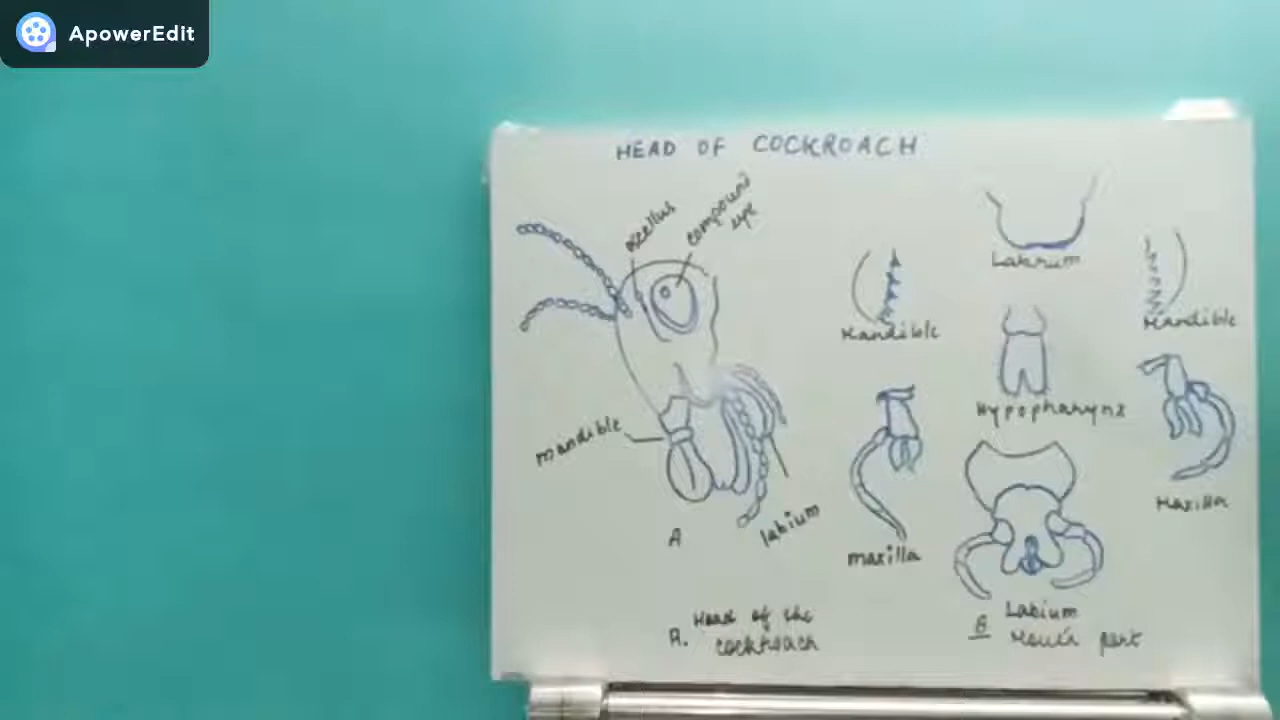 ApowerEdit
HEAD OF COCKROACH
ocellus
compound
eye
mandible
labium
A
A. Head of the
cockroach
Labrum
Mandible
Mandible
Hypopharynx
maxilla
Maxilla
Labium
B Mouth part